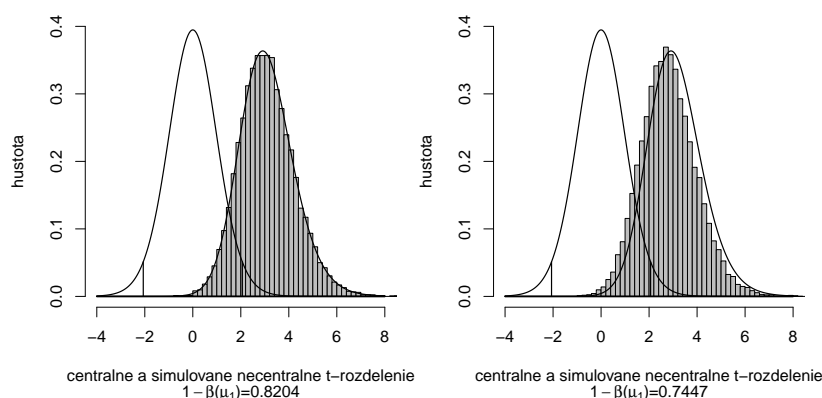 hustota
0.0 0.1 0.2 0.3 0.4
−4 −2 0 2 4 6 8
centralne a simulovane necentralne t−rozdelenie
1 − β(μ₁)=0.8204
hustota
0.0 0.1 0.2 0.3 0.4
−4 −2 0 2 4 6 8
centralne a simulovane necentralne t−rozdelenie
1 − β(μ₁)=0.7447